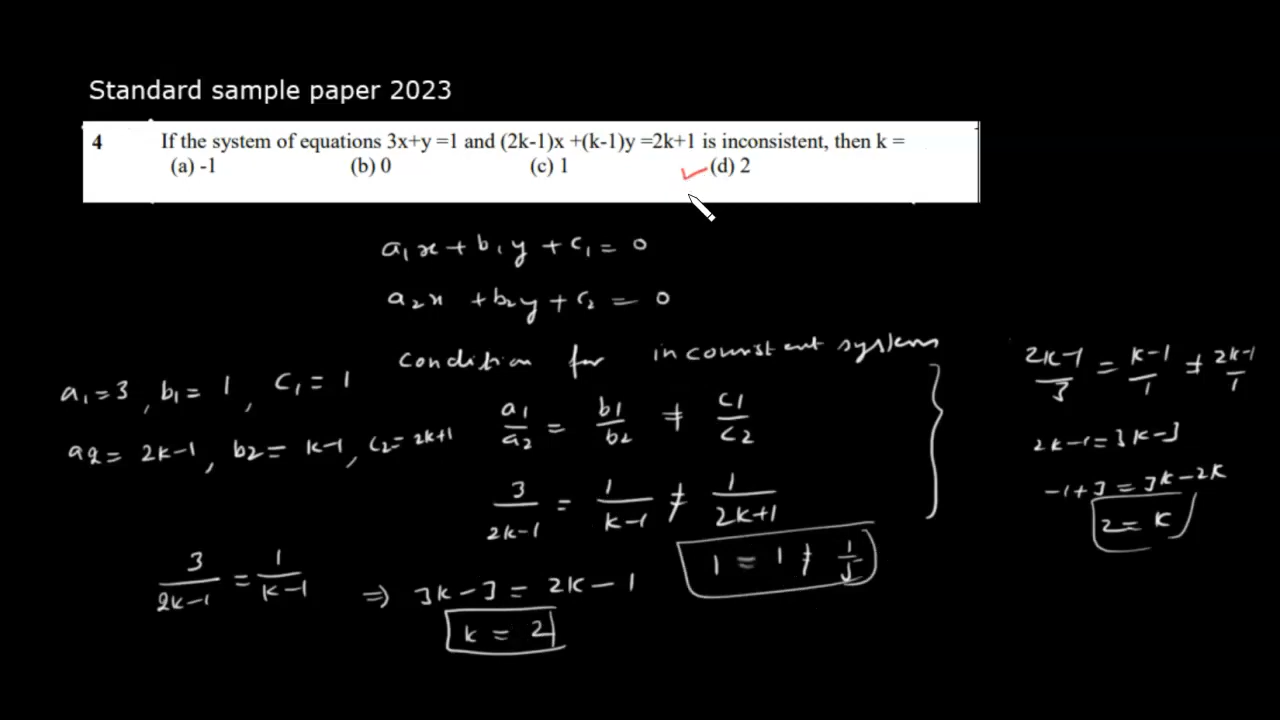 Standard sample paper 2023
4 If the system of equations 3x+y =1 and (2k-1)x +(k-1)y =2k+1 is inconsistent, then k =
(a) -1 (b) 0 (c) 1 (d) 2
a₁x + b₁y + c₁ = 0
a₂x + b₂y + c₂ = 0
condition for inconsistent system
a₁ = 3, b₁ = 1, c₁ = 1
a₂ = 2k-1, b₂ = k-1, c₂ = 2k+1
a₁/a₂ = b₁/b₂ ≠ c₁/c₂
3/(2k-1) = 1/(k-1) ≠ 1/(2k+1)
1 = 1 ≠ 1/5
3/(2k-1) = 1/(k-1) ⇒ 3k-3 = 2k-1
k = 2
(2k-1)/3 = (k-1)/1 ≠ (2k-1)/1
2k-1 = 3k-3
-1+3 = 3k-2k
2 = k